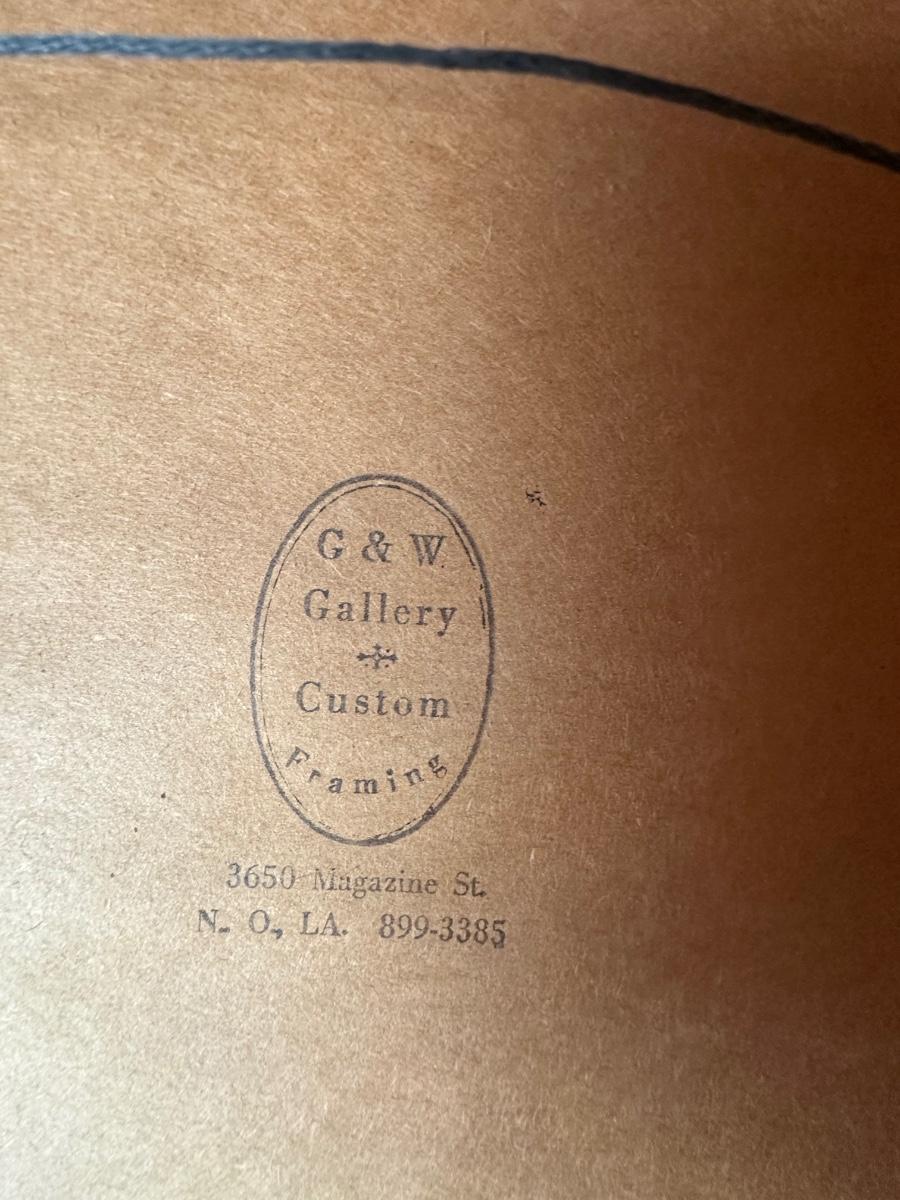 G & W
Gallery
Custom
Framing
3650 Magazine St.
N. O., LA. 899-3385